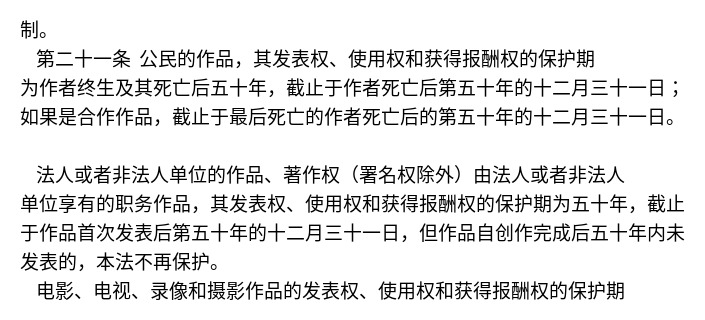 制。
第二十一条 公民的作品，其发表权、使用权和获得报酬权的保护期
为作者终生及其死亡后五十年，截止于作者死亡后第五十年的十二月三十一日；
如果是合作作品，截止于最后死亡的作者死亡后的第五十年的十二月三十一日。
法人或者非法人单位的作品、著作权（署名权除外）由法人或者非法人
单位享有的职务作品，其发表权、使用权和获得报酬权的保护期为五十年，截止
于作品首次发表后第五十年的十二月三十一日，但作品自创作完成后五十年内未
发表的，本法不再保护。
电影、电视、录像和摄影作品的发表权、使用权和获得报酬权的保护期